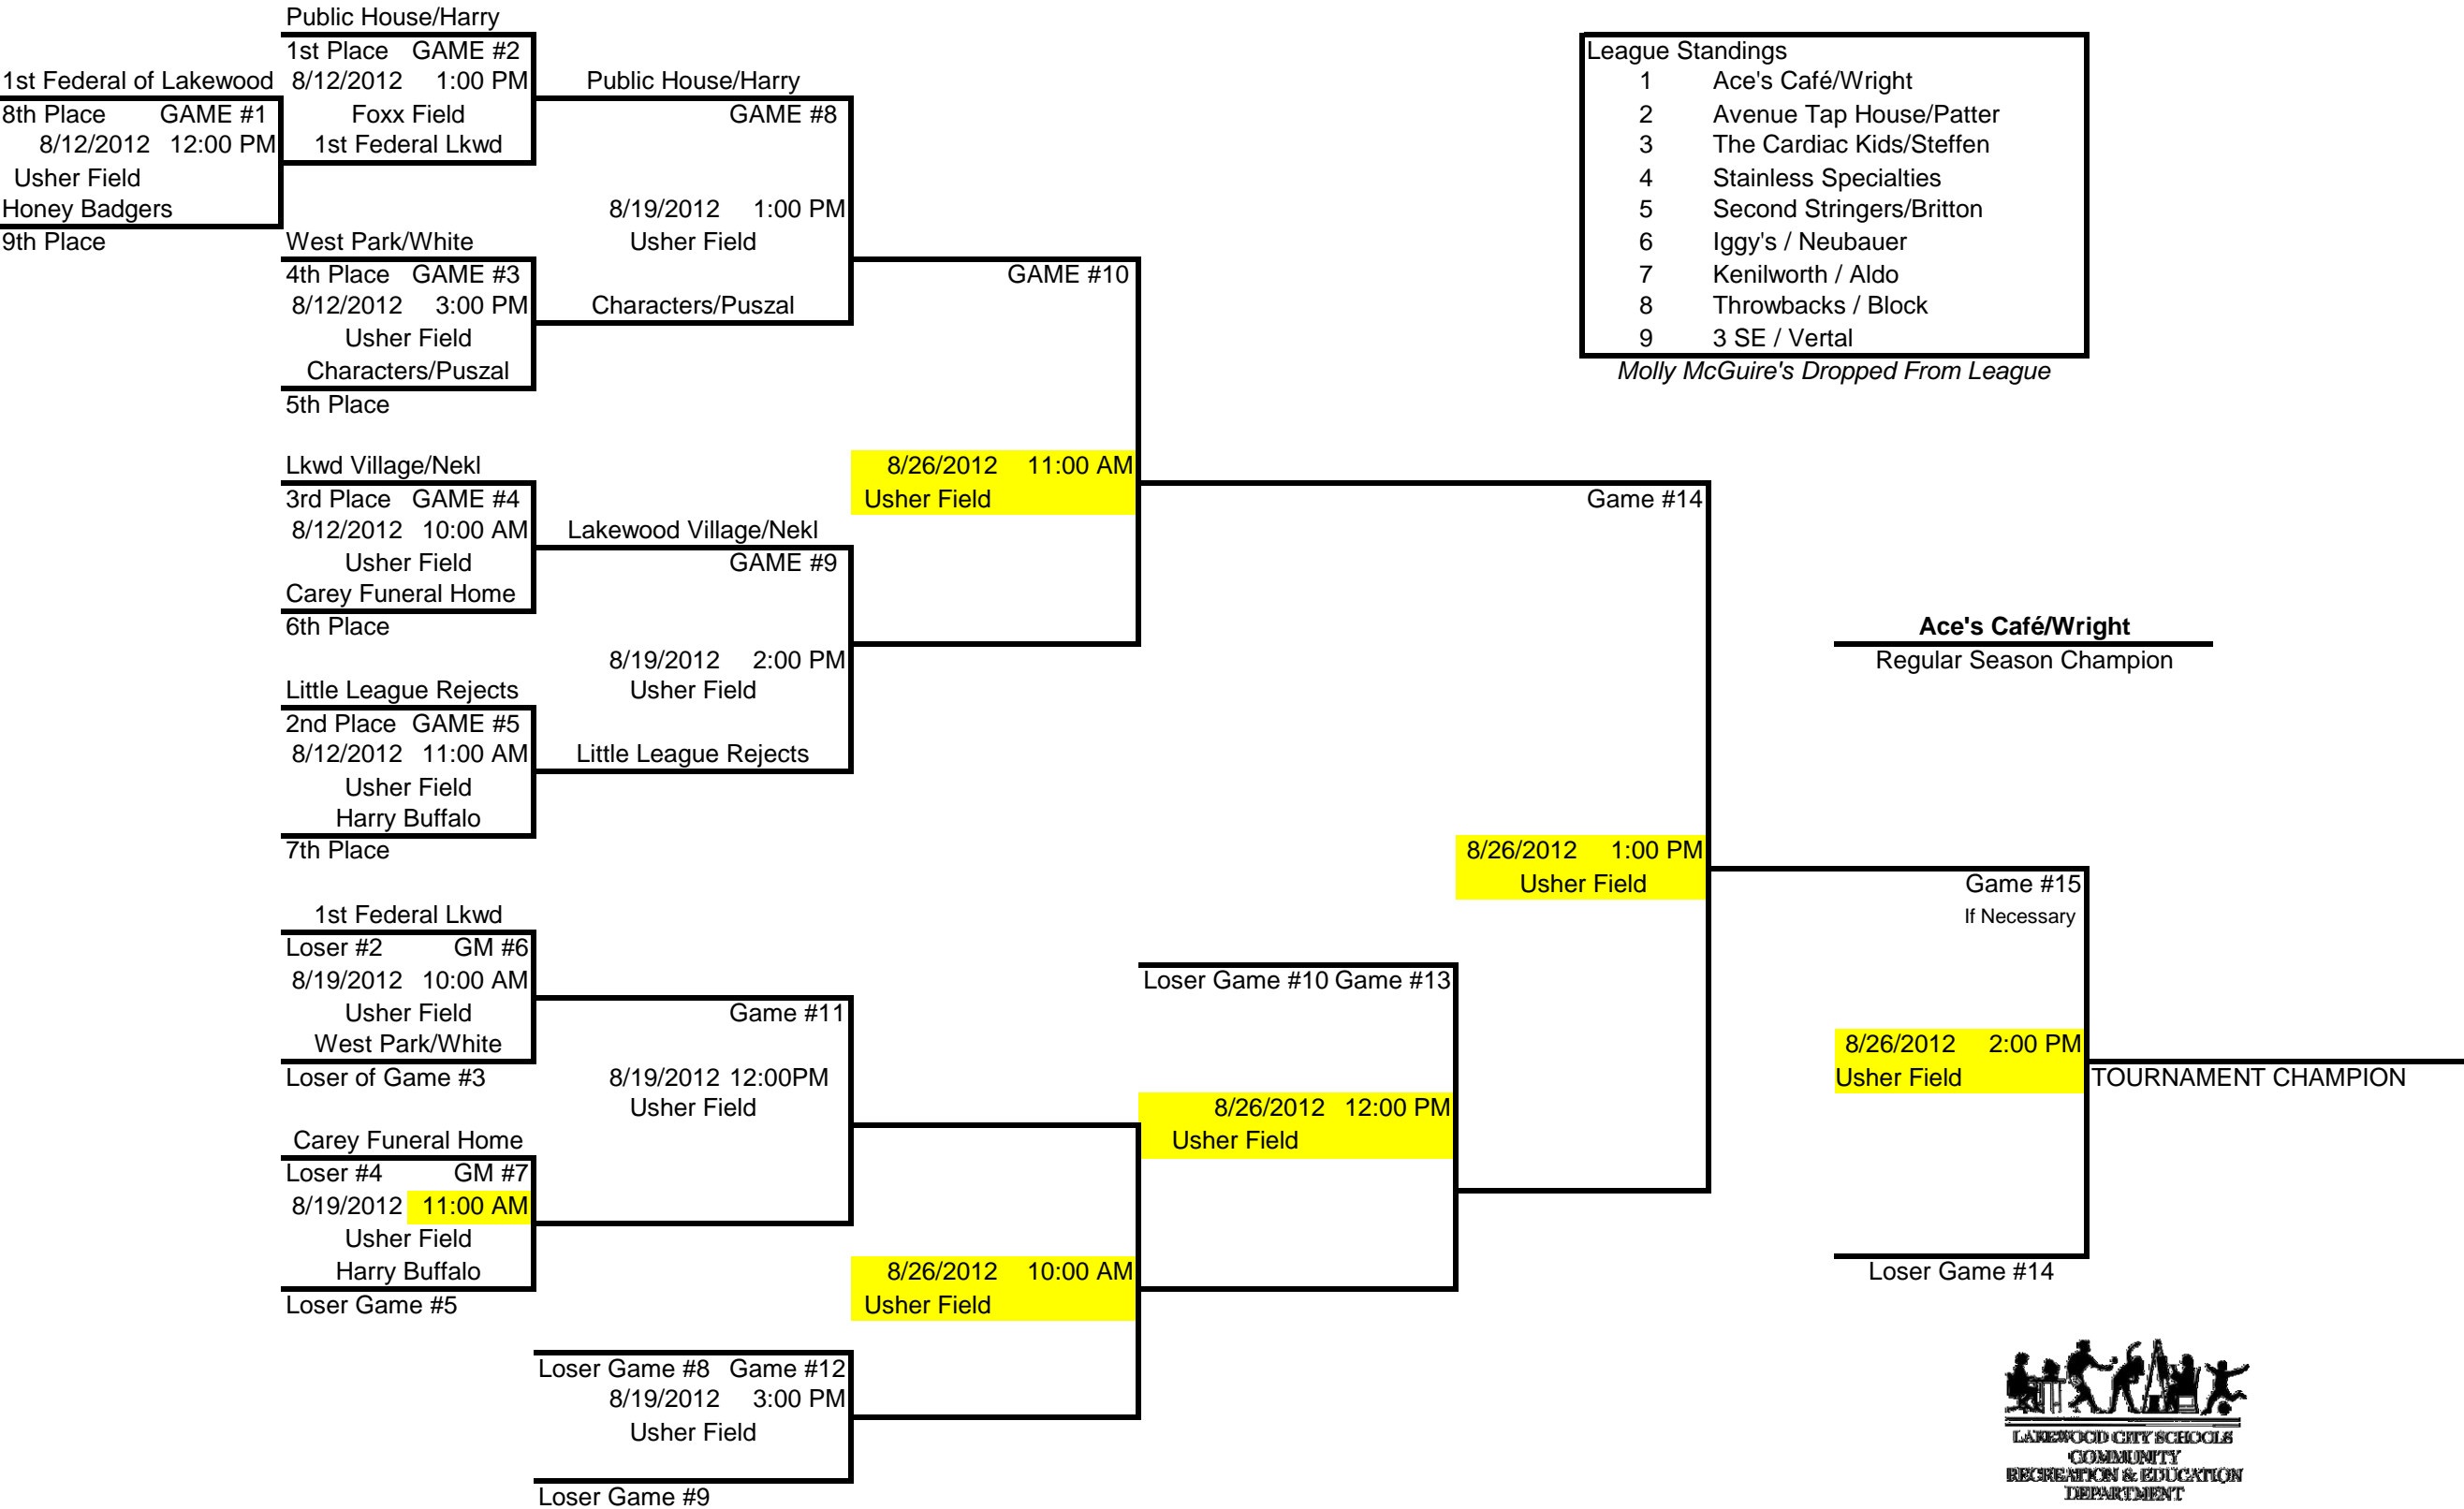 Public House/Harry
1st Place GAME #2
1st Federal of Lakewood 8/12/2012 1:00 PM
8th Place GAME #1 Foxx Field
8/12/2012 12:00 PM 1st Federal Lkwd
Usher Field
Honey Badgers
9th Place
West Park/White
4th Place GAME #3
8/12/2012 3:00 PM
Usher Field
Characters/Puszal
5th Place
Lkwd Village/Nekl
3rd Place GAME #4
8/12/2012 10:00 AM
Usher Field
Carey Funeral Home
6th Place
Little League Rejects
2nd Place GAME #5
8/12/2012 11:00 AM
Usher Field
Harry Buffalo
7th Place
1st Federal Lkwd
Loser #2 GM #6
8/19/2012 10:00 AM
Usher Field
West Park/White
Loser of Game #3
Carey Funeral Home
Loser #4 GM #7
8/19/2012 11:00 AM
Usher Field
Harry Buffalo
Loser Game #5
Public House/Harry
GAME #8
8/19/2012 1:00 PM
Usher Field
Characters/Puszal
Lakewood Village/Nekl
GAME #9
8/19/2012 2:00 PM
Usher Field
Little League Rejects
Game #11
8/19/2012 12:00PM
Usher Field
Loser Game #8 Game #12
8/19/2012 3:00 PM
Usher Field
Loser Game #9
GAME #10
8/26/2012 11:00 AM
Usher Field
8/26/2012 10:00 AM
Usher Field
Loser Game #10 Game #13
8/26/2012 12:00 PM
Usher Field
Game #14
8/26/2012 1:00 PM
Usher Field
League Standings
1 Ace's Café/Wright
2 Avenue Tap House/Patter
3 The Cardiac Kids/Steffen
4 Stainless Specialties
5 Second Stringers/Britton
6 Iggy's / Neubauer
7 Kenilworth / Aldo
8 Throwbacks / Block
9 3 SE / Vertal
Molly McGuire's Dropped From League
Ace's Café/Wright
Regular Season Champion
Game #15
If Necessary
8/26/2012 2:00 PM
Usher Field
TOURNAMENT CHAMPION
Loser Game #14
LAKEWOOD CITY SCHOOLS
COMMUNITY
RECREATION & EDUCATION
DEPARTMENT